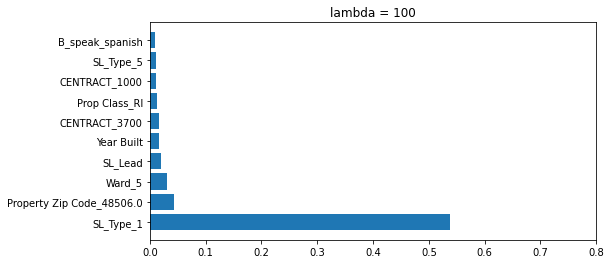 lambda = 100
B_speak_spanish
SL_Type_5
CENTRACT_1000
Prop Class_RI
CENTRACT_3700
Year Built
SL_Lead
Ward_5
Property Zip Code_48506.0
SL_Type_1
0.0 0.1 0.2 0.3 0.4 0.5 0.6 0.7 0.8